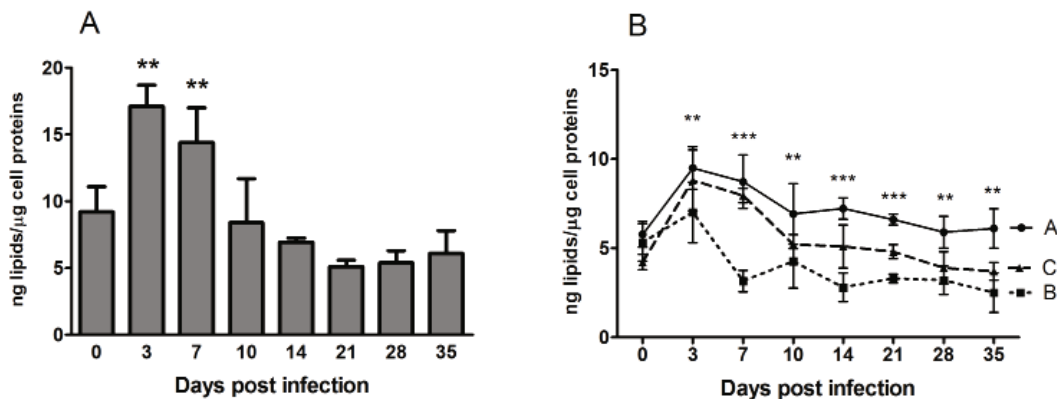 A
ng lipids/µg cell proteins
20
15
10
5
0
**
**
0 3 7 10 14 21 28 35
Days post infection
B
ng lipids/µg cell proteins
15
10
5
0
** *** ** *** *** ** **
A
C
B
0 3 7 10 14 21 28 35
Days post infection